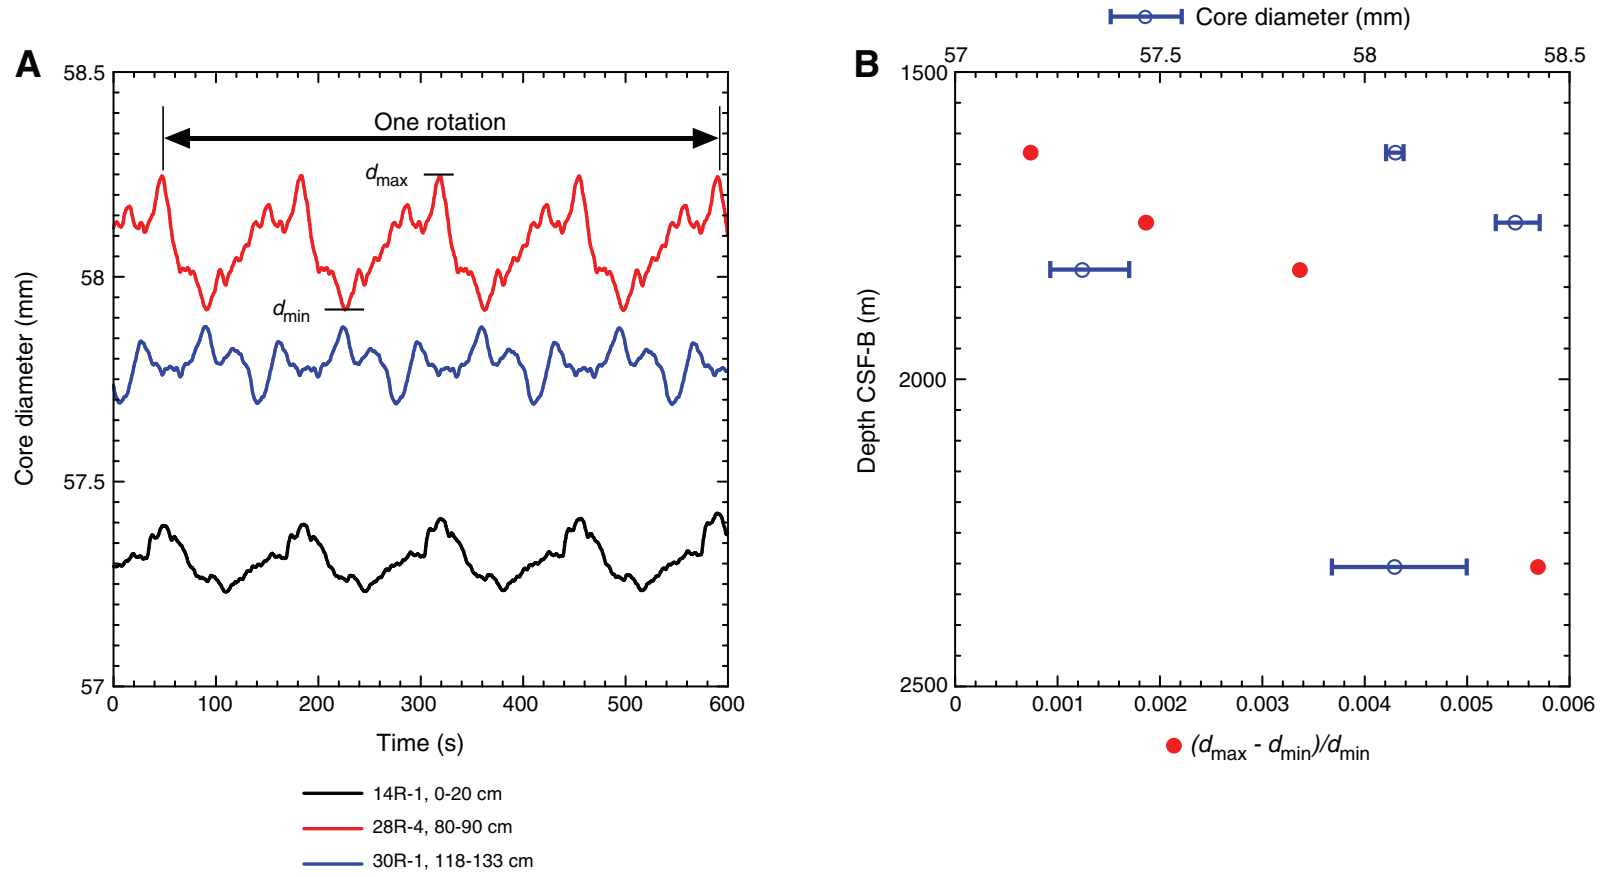 A
58.5
58
57.5
57
Core diameter (mm)
One rotation
dmax
dmin
0 100 200 300 400 500 600
Time (s)
14R-1, 0-20 cm
28R-4, 80-90 cm
30R-1, 118-133 cm
B
Core diameter (mm)
57 57.5 58 58.5
1500
2000
2500
Depth CSF-B (m)
0 0.001 0.002 0.003 0.004 0.005 0.006
(dmax - dmin)/dmin